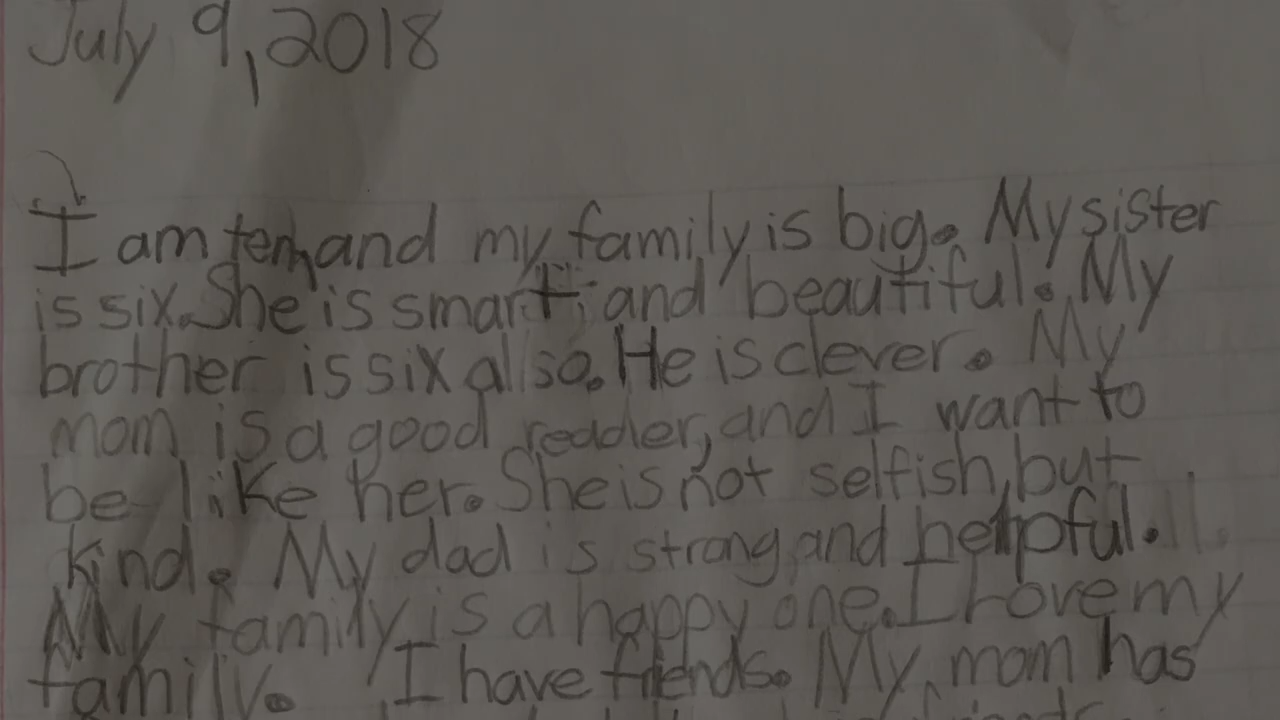 July 9, 2018
I am ten, and my family is big. My sister
is six. She is smart, and beautiful. My
brother is six also. He is clever. My
mom is a good reader, and I want to
be like her. She is not selfish, but
kind. My dad is strong, and helpful.
My family is a happy one. I love my
family. I have friends. My mom has
friends